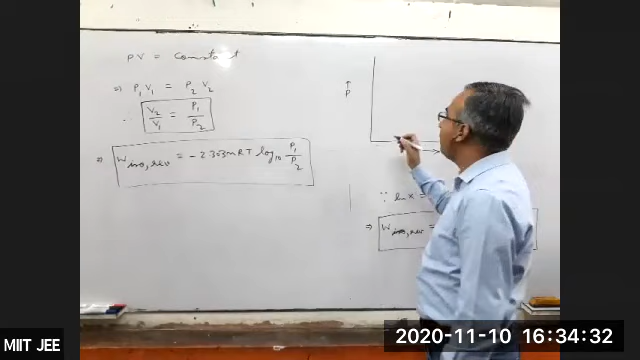 PV = Constant
⇒ P₁V₁ = P₂V₂
∴ V₂/V₁ = P₁/P₂
⇒ Wiso,rev = -2.303nRT log₁₀ P₁/P₂
↑
P
∵ ln x =
⇒ Wiso,rev =
MIIT JEE
2020-11-10 16:34:32